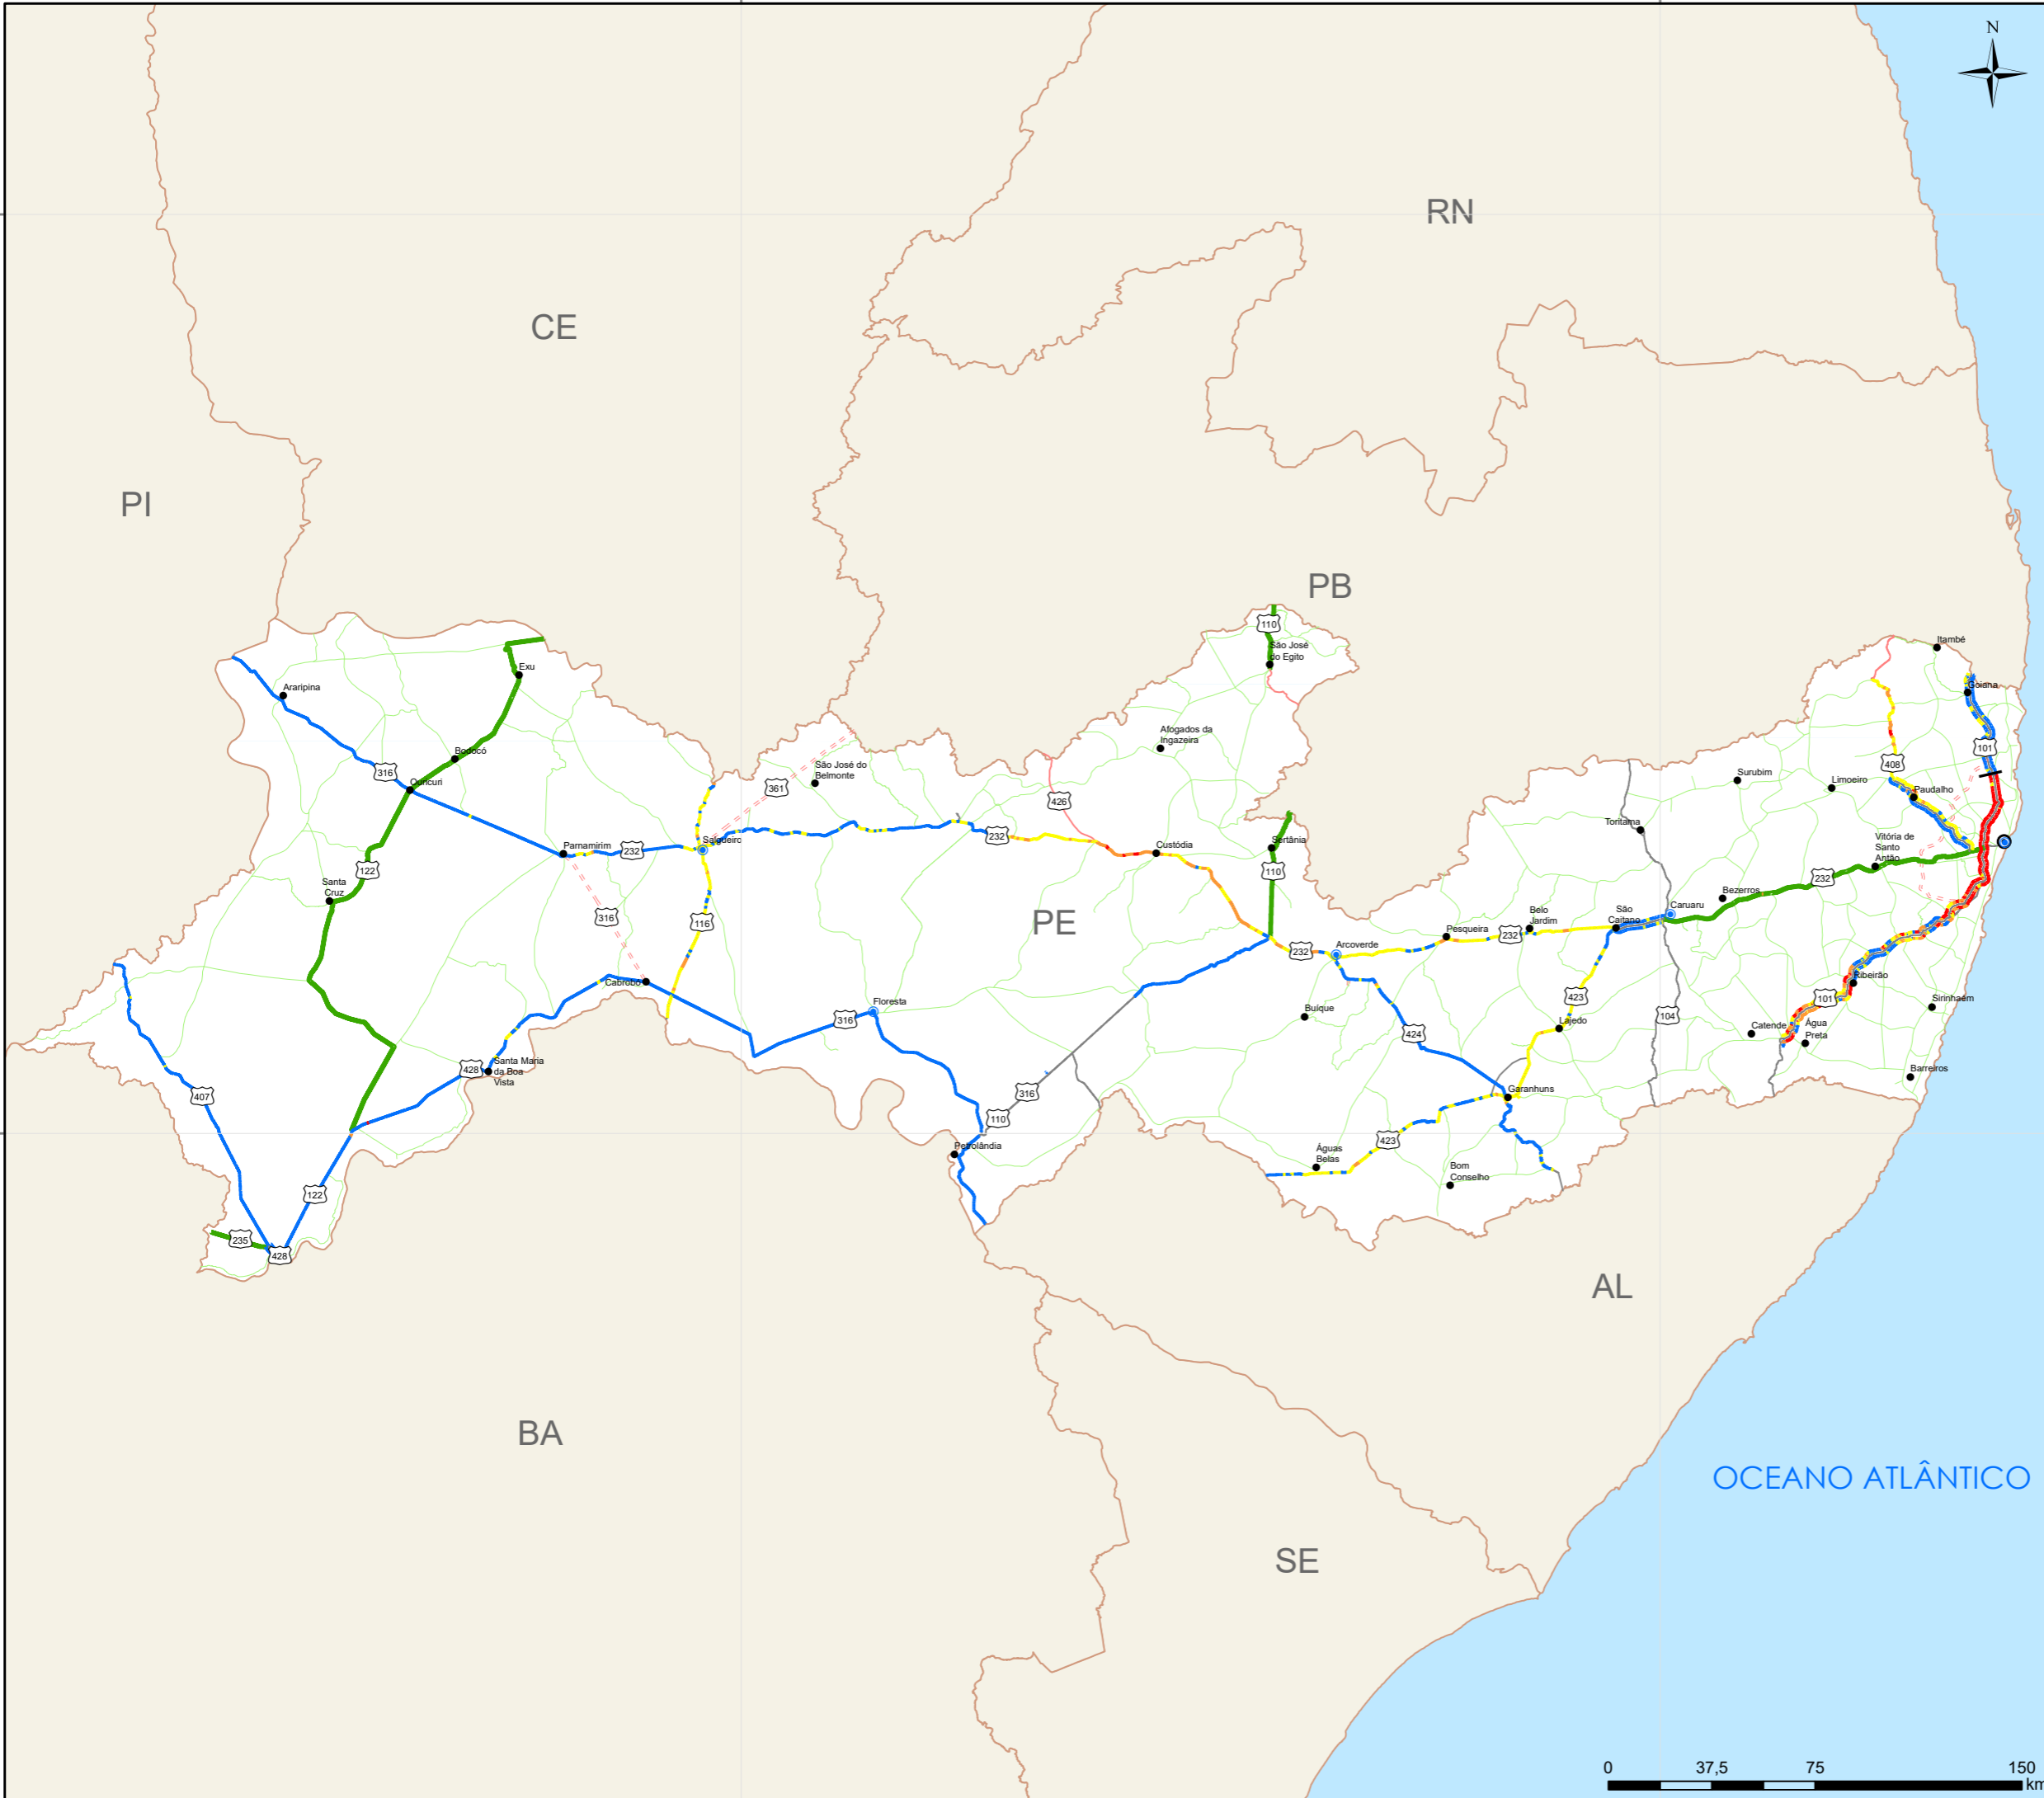 N
RN
CE
PI
PB
110
São José
do Egito
Itambé
Exu
Goiana
Araripina
Afogados da
Ingazeira
101
Bodocó
316
408
São José do
Belmonte
Surubim
Limoeiro
361
Ouricuri
Paudalho
426
Toritama
232
Sertânia
Vitória de
Santo
Antão
Salgueiro
Parnamirim
232
Custódia
122
110
232
Santa
Cruz
Bezerros
Caruaru
316
116
PE
São
Caitano
Belo
Jardim
Pesqueira
232
Arcoverde
232
Cabrobó
Ribeirão
Floresta
423
101
Sirinhaém
Buíque
316
104
Lajedo
Água
Preta
Catende
424
Santa Maria
da Boa
Vista
428
Barreiros
407
316
Garanhuns
110
423
Petrolândia
Águas
Belas
Bom
Conselho
122
235
428
AL
BA
OCEANO ATLÂNTICO
SE
0 37,5 75 150
km